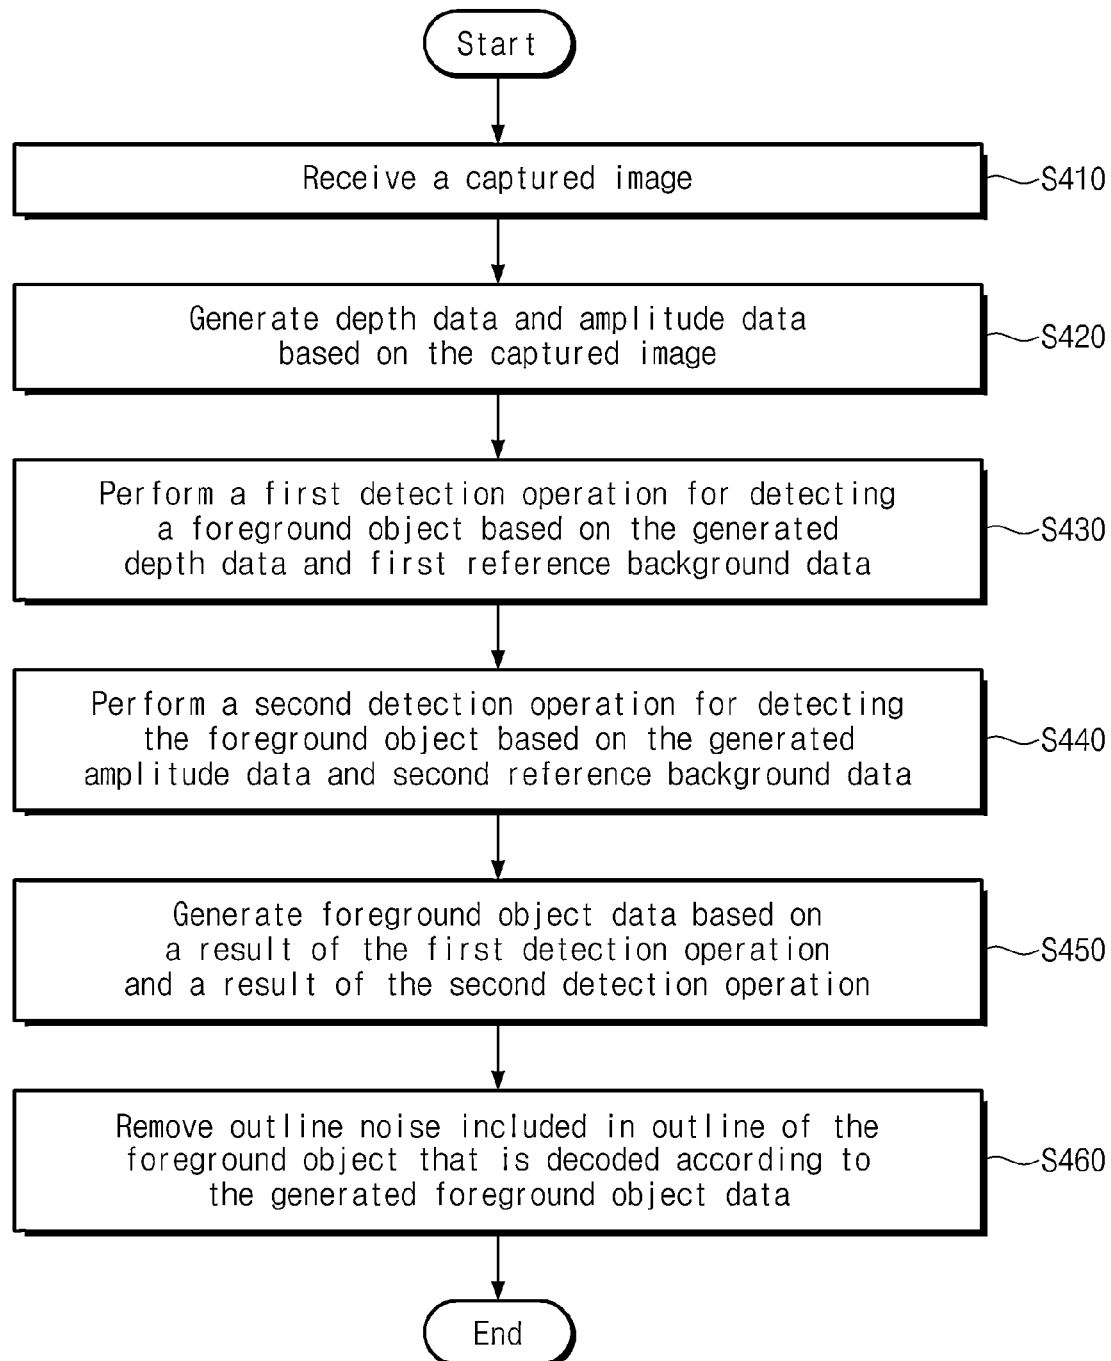 Start
Receive a captured image
S410
Generate depth data and amplitude data
based on the captured image
S420
Perform a first detection operation for detecting
a foreground object based on the generated
depth data and first reference background data
S430
Perform a second detection operation for detecting
the foreground object based on the generated
amplitude data and second reference background data
S440
Generate foreground object data based on
a result of the first detection operation
and a result of the second detection operation
S450
Remove outline noise included in outline of the
foreground object that is decoded according to
the generated foreground object data
S460
End